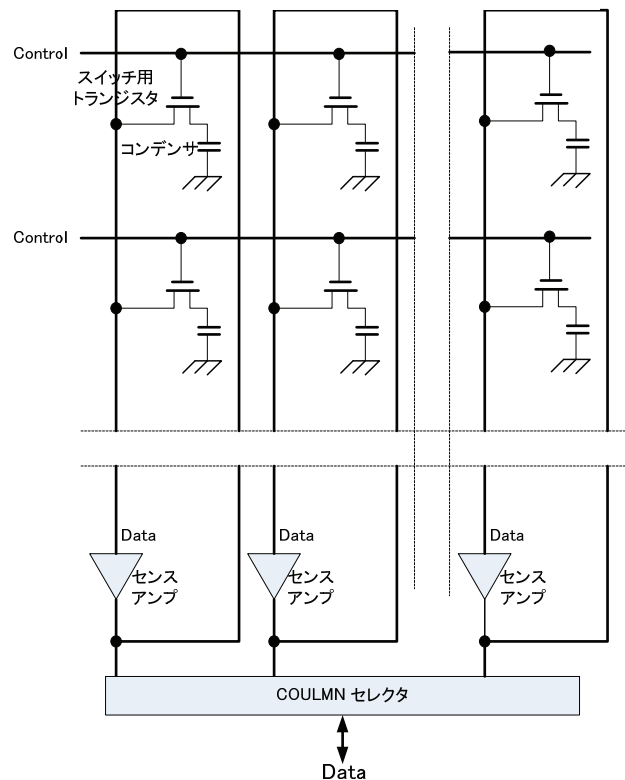 Control
スイッチ用
トランジスタ
コンデンサ
Control
Data
Data
Data
センス
アンプ
センス
アンプ
センス
アンプ
COULMN セレクタ
Data